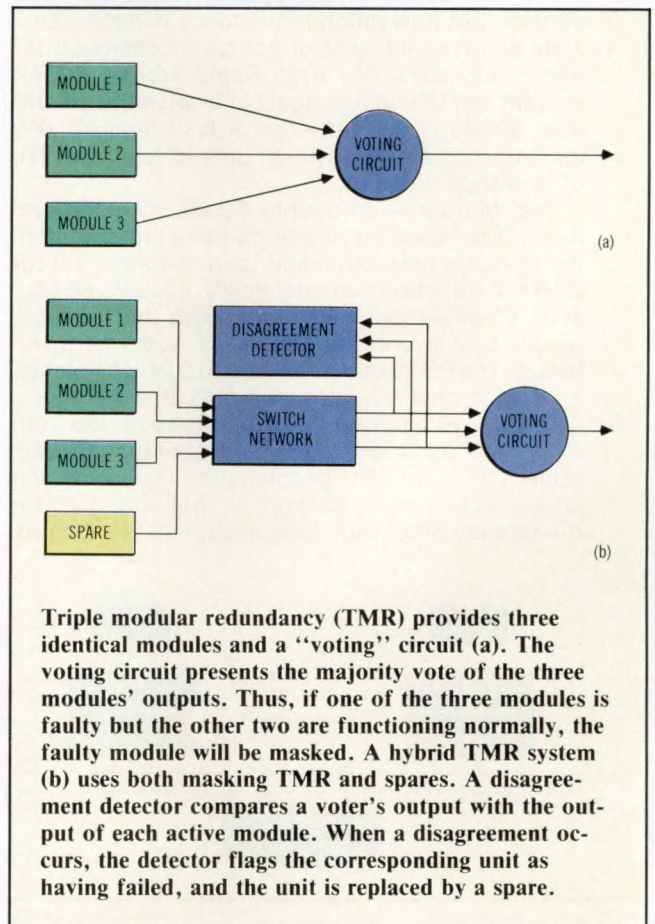 MODULE 1
MODULE 2
MODULE 3
VOTING
CIRCUIT
(a)
MODULE 1
MODULE 2
MODULE 3
SPARE
DISAGREEMENT
DETECTOR
SWITCH
NETWORK
VOTING
CIRCUIT
(b)
Triple modular redundancy (TMR) provides three
identical modules and a ‘‘voting’’ circuit (a). The
voting circuit presents the majority vote of the three
modules' outputs. Thus, if one of the three modules is
faulty but the other two are functioning normally, the
faulty module will be masked. A hybrid TMR system
(b) uses both masking TMR and spares. A disagree-
ment detector compares a voter's output with the out-
put of each active module. When a disagreement oc-
curs, the detector flags the corresponding unit as
having failed, and the unit is replaced by a spare.